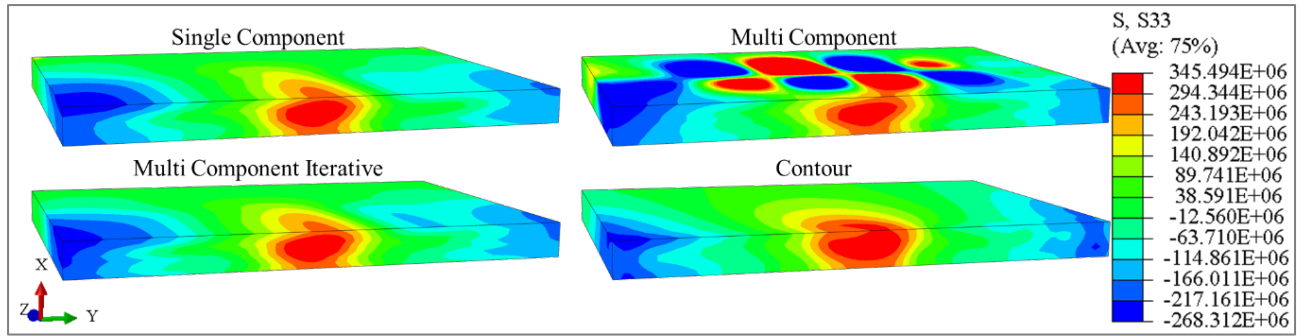 Single Component
Multi Component
Multi Component Iterative
Contour
S, S33
(Avg: 75%)
345.494E+06
294.344E+06
243.193E+06
192.042E+06
140.892E+06
89.741E+06
38.591E+06
-12.560E+06
-63.710E+06
-114.861E+06
-166.011E+06
-217.161E+06
-268.312E+06
X
Z
Y